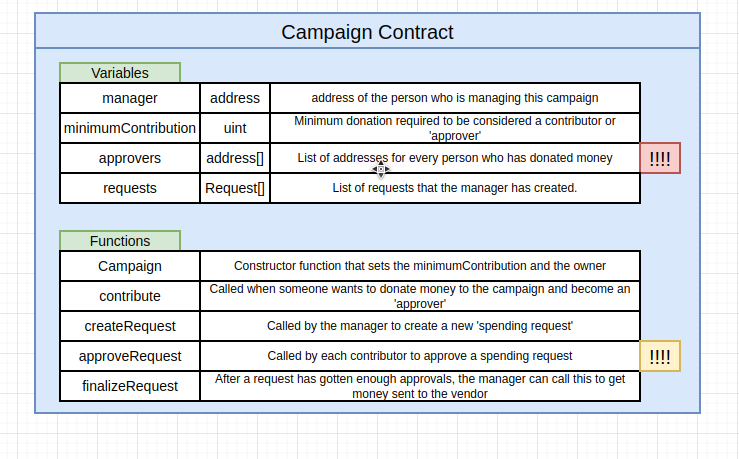 Campaign Contract
Variables
manager address address of the person who is managing this campaign
minimumContribution uint Minimum donation required to be considered a contributor or
'approver'
approvers address[] List of addresses for every person who has donated money !!!!
requests Request[] List of requests that the manager has created.
Functions
Campaign Constructor function that sets the minimumContribution and the owner
contribute Called when someone wants to donate money to the campaign and become an
'approver'
createRequest Called by the manager to create a new 'spending request'
approveRequest Called by each contributor to approve a spending request !!!!
finalizeRequest After a request has gotten enough approvals, the manager can call this to get
money sent to the vendor